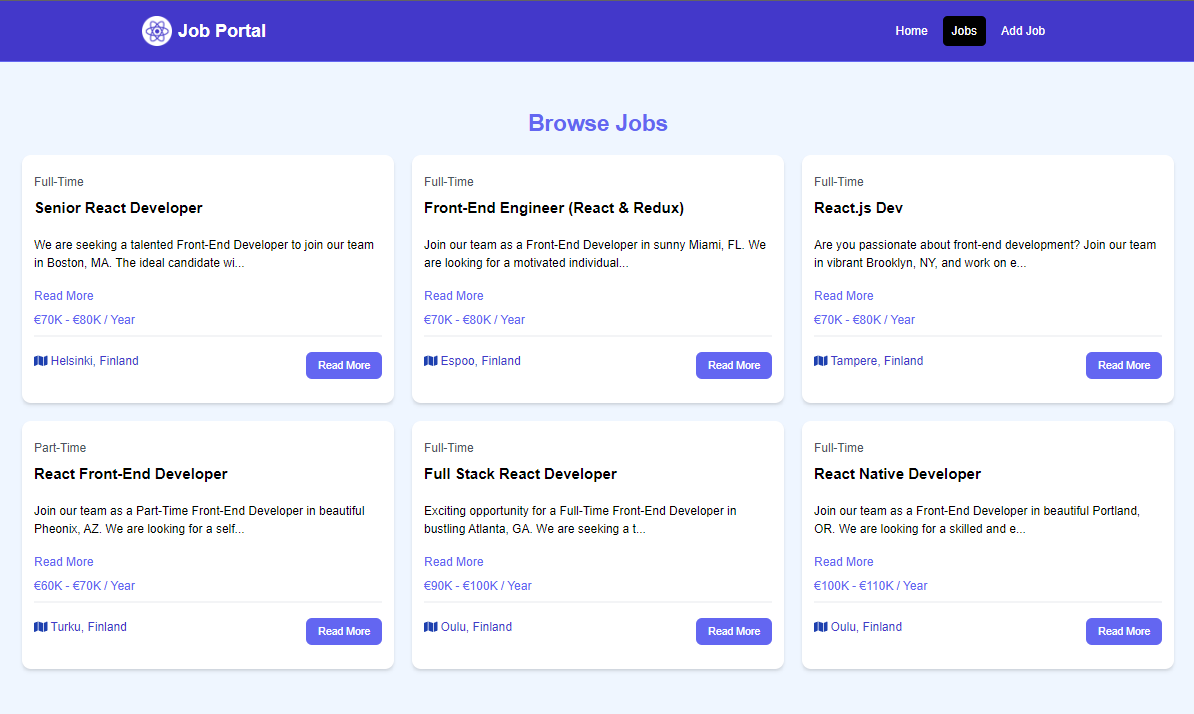 Job Portal
Home
Jobs
Add Job
Browse Jobs
Full-Time
Senior React Developer
We are seeking a talented Front-End Developer to join our team
in Boston, MA. The ideal candidate wi...
Read More
€70K - €80K / Year
Helsinki, Finland
Read More
Full-Time
Front-End Engineer (React & Redux)
Join our team as a Front-End Developer in sunny Miami, FL. We
are looking for a motivated individual...
Read More
€70K - €80K / Year
Espoo, Finland
Read More
Full-Time
React.js Dev
Are you passionate about front-end development? Join our team
in vibrant Brooklyn, NY, and work on e...
Read More
€70K - €80K / Year
Tampere, Finland
Read More
Part-Time
React Front-End Developer
Join our team as a Part-Time Front-End Developer in beautiful
Pheonix, AZ. We are looking for a self...
Read More
€60K - €70K / Year
Turku, Finland
Read More
Full-Time
Full Stack React Developer
Exciting opportunity for a Full-Time Front-End Developer in
bustling Atlanta, GA. We are seeking a t...
Read More
€90K - €100K / Year
Oulu, Finland
Read More
Full-Time
React Native Developer
Join our team as a Front-End Developer in beautiful Portland,
OR. We are looking for a skilled and e...
Read More
€100K - €110K / Year
Oulu, Finland
Read More